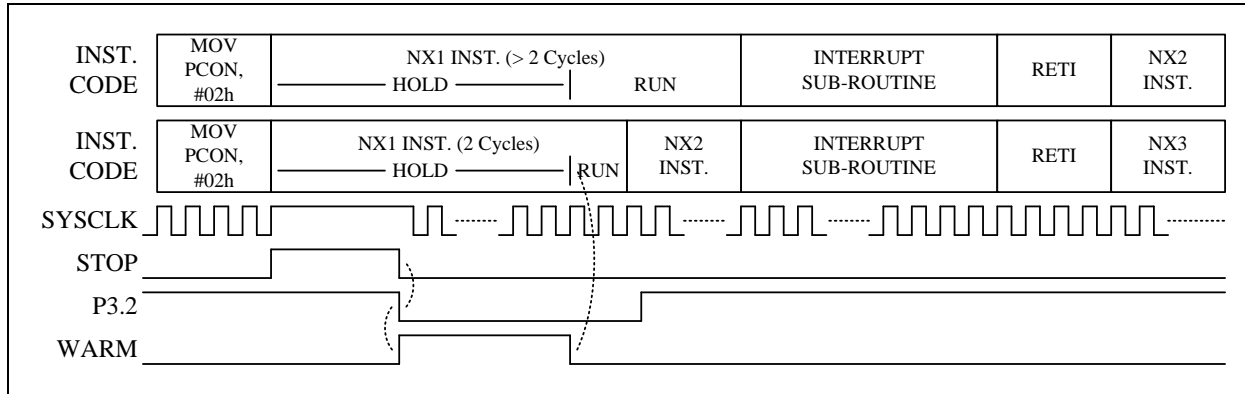 INST. CODE
MOV PCON, #02h
NX1 INST. (> 2 Cycles)
HOLD
RUN
INTERRUPT SUB-ROUTINE
RETI
NX2 INST.
INST. CODE
MOV PCON, #02h
NX1 INST. (2 Cycles)
HOLD
RUN
NX2 INST.
INTERRUPT SUB-ROUTINE
RETI
NX3 INST.
SYSCLK
STOP
P3.2
WARM